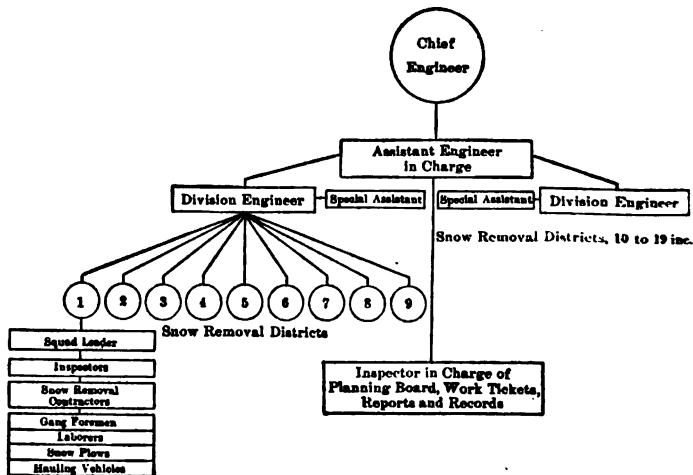 Chief
Engineer
Assistant Engineer
in Charge
Division Engineer
Special Assistant
Special Assistant
Division Engineer
Snow Removal Districts, 10 to 19 inc.
1 2 3 4 5 6 7 8 9
Snow Removal Districts
Squad Leader
Inspectors
Snow Removal
Contractors
Gang Foremen
Laborers
Snow Plows
Hauling Vehicles
Inspector in Charge of
Planning Board, Work Tickets,
Reports and Records